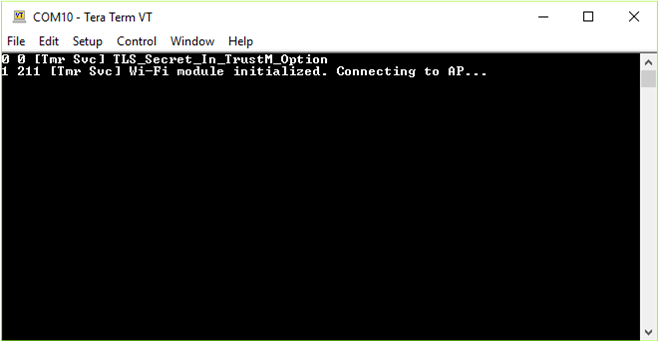 COM10 - Tera Term VT
File Edit Setup Control Window Help
0 0 [Tmr Svc] TLS_Secret_In_TrustM_Option
1 211 [Tmr Svc] Wi-Fi module initialized. Connecting to AP...